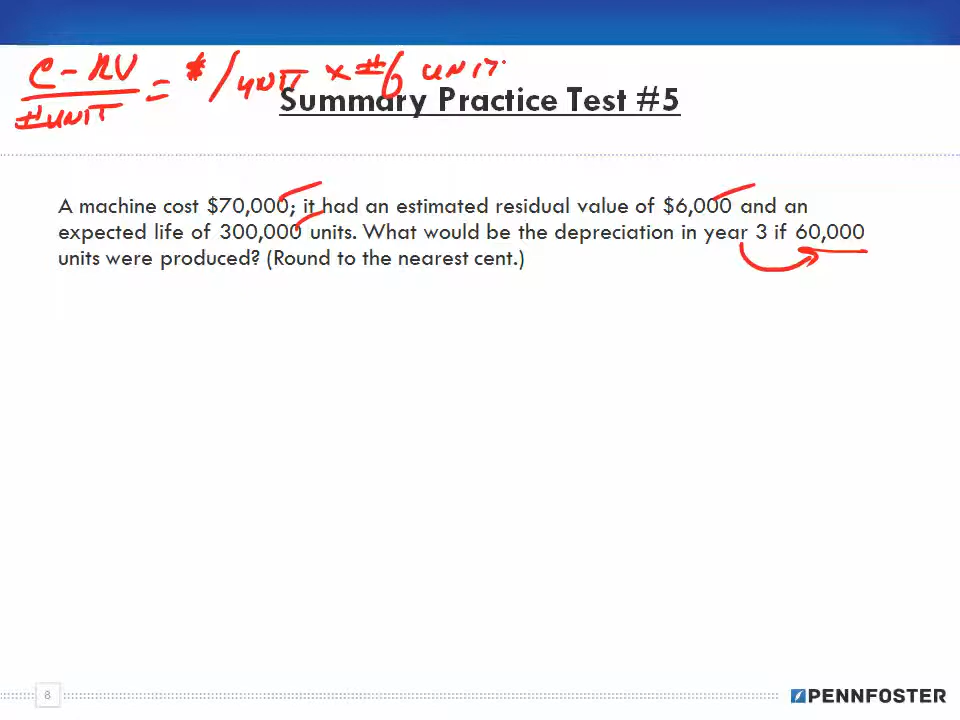 C - RV = $/UNIT x # of UNITS
# UNIT
Summary Practice Test #5
A machine cost $70,000; it had an estimated residual value of $6,000 and an
expected life of 300,000 units. What would be the depreciation in year 3 if 60,000
units were produced? (Round to the nearest cent.)
8
PENNFOSTER